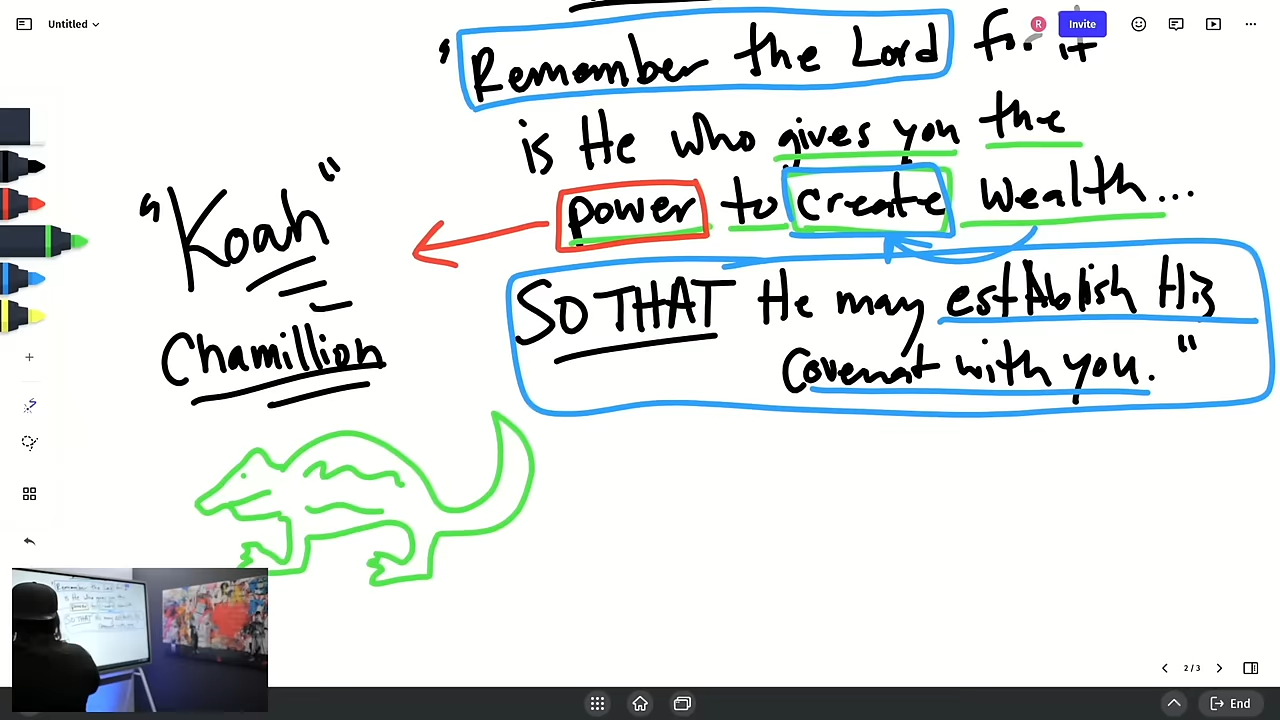 Untitled
R
Invite
"Remember the Lord for it
is He who gives you the
power to create wealth...
SO THAT He may establish His
Covenat with you."
"Koah"
Chamillion
2/3
End